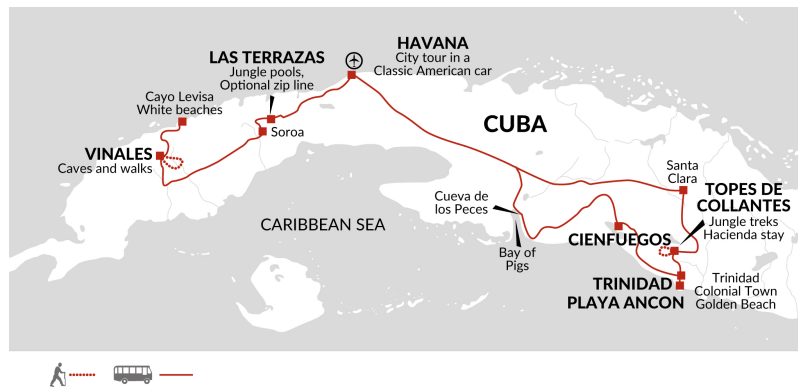 HAVANA
City tour in a
Classic American car
LAS TERRAZAS
Jungle pools,
Optional zip line
Cayo Levisa
White beaches
Soroa
VINALES
Caves and walks
CUBA
CARIBBEAN SEA
Cueva de
los Peces
Bay of
Pigs
Santa
Clara
TOPES DE
COLLANTES
Jungle treks
Hacienda stay
CIENFUEGOS
TRINIDAD
PLAYA ANCON
Trinidad
Colonial Town
Golden Beach